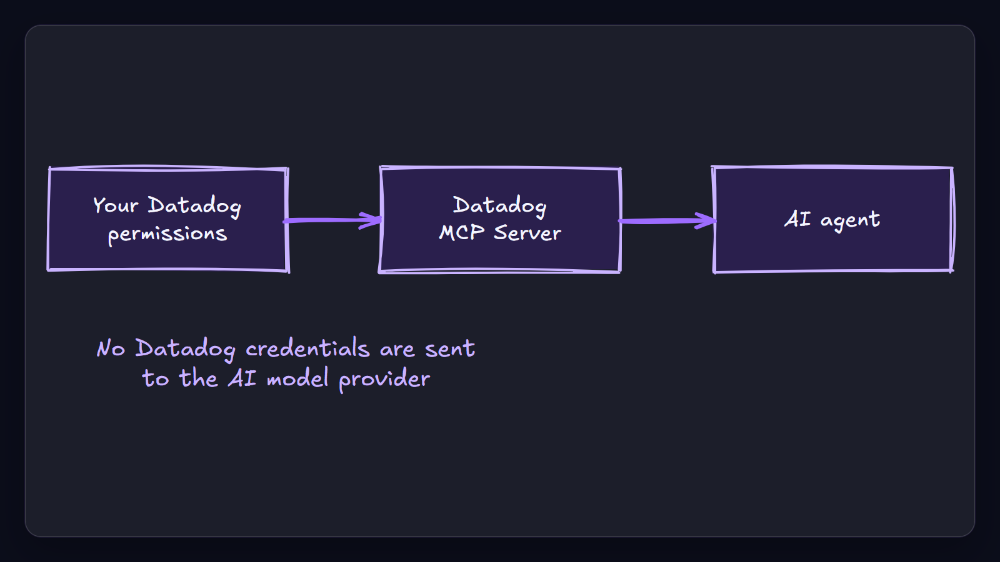 Your Datadog
permissions
Datadog
MCP Server
AI agent
No Datadog credentials are sent
to the AI model provider